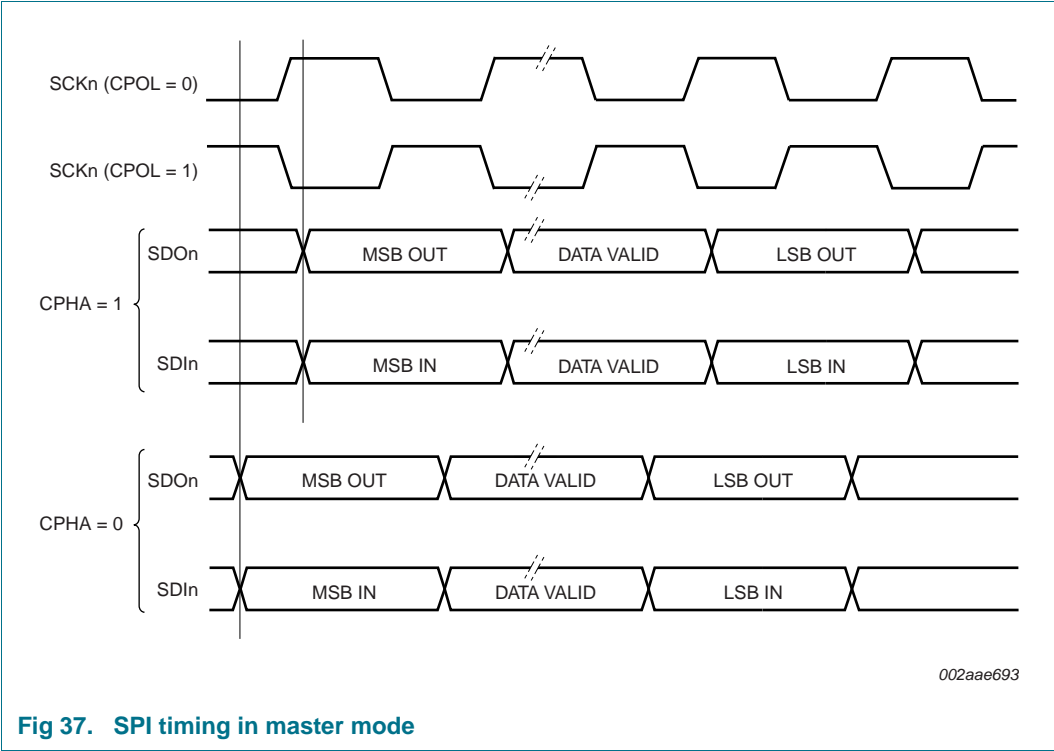 SCKn (CPOL = 0)
SCKn (CPOL = 1)
CPHA = 1
SDOn
MSB OUT
DATA VALID
LSB OUT
SDIn
MSB IN
DATA VALID
LSB IN
CPHA = 0
SDOn
MSB OUT
DATA VALID
LSB OUT
SDIn
MSB IN
DATA VALID
LSB IN
002aae693
Fig 37. SPI timing in master mode